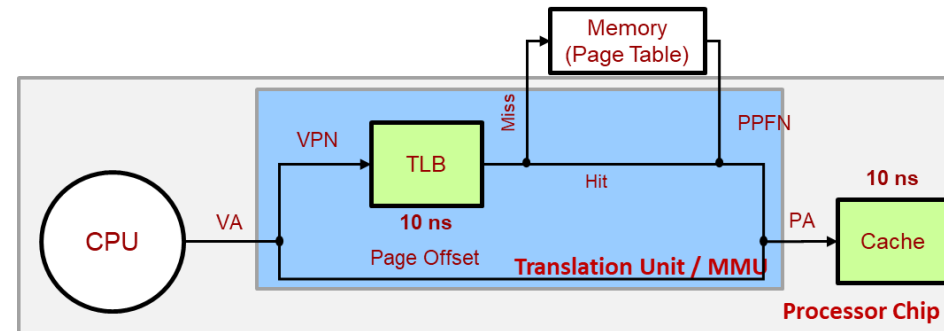 Memory
(Page Table)
Miss
PPFN
VPN
TLB
Hit
10 ns
10 ns
CPU
VA
PA
Cache
Page Offset
Translation Unit / MMU
Processor Chip